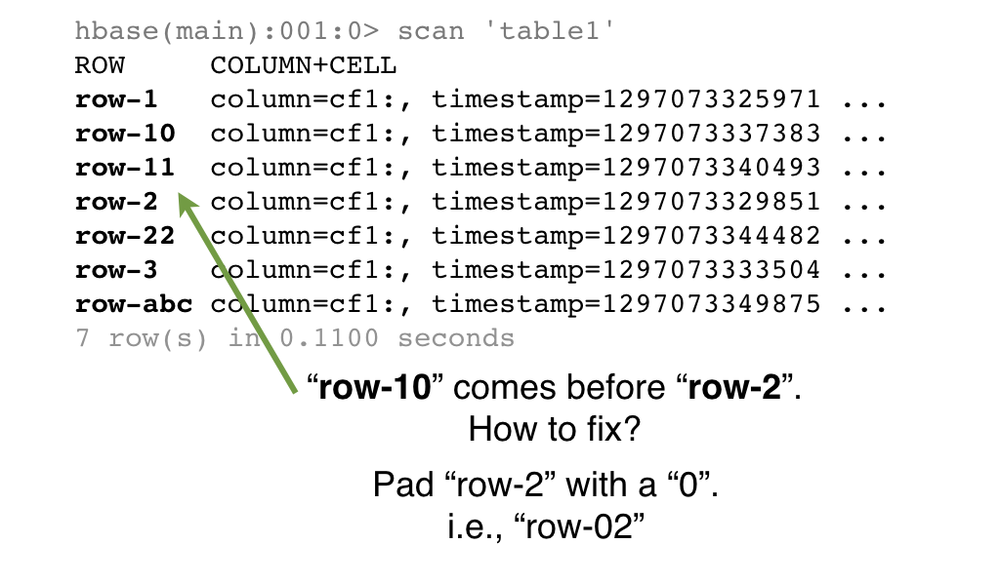 hbase(main):001:0> scan 'table1'
ROW COLUMN+CELL
row-1 column=cf1:, timestamp=1297073325971 ...
row-10 column=cf1:, timestamp=1297073337383 ...
row-11 column=cf1:, timestamp=1297073340493 ...
row-2 column=cf1:, timestamp=1297073329851 ...
row-22 column=cf1:, timestamp=1297073344482 ...
row-3 column=cf1:, timestamp=1297073333504 ...
row-abc column=cf1:, timestamp=1297073349875 ...
7 row(s) in 0.1100 seconds
“row-10” comes before “row-2”.
How to fix?
Pad “row-2” with a “0”.
i.e., “row-02”